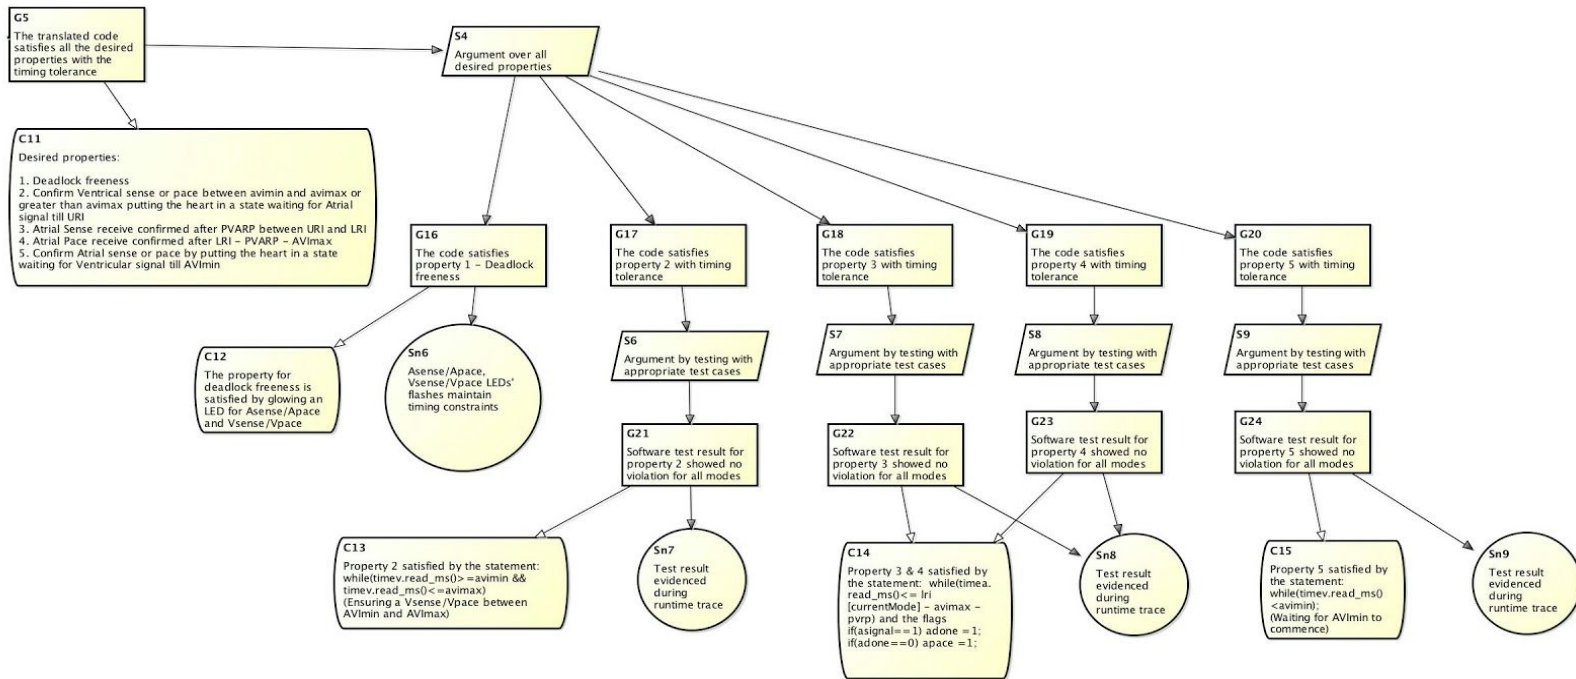 G5
The translated code
satisfies all the desired
properties with the
timing tolerance
S4
Argument over all
desired properties
C11
Desired properties:
1. Deadlock freeness
2. Confirm Ventrical sense or pace between avimin and avimax or
greater than avimax putting the heart in a state waiting for Atrial
signal till URI
3. Atrial Sense receive confirmed after PVARP between URI and LRI
4. Atrial Pace receive confirmed after LRI - PVARP - AVImax
5. Confirm Atrial sense or pace by putting the heart in a state
waiting for Ventricular signal till AVImin
G16
The code satisfies
property 1 - Deadlock
freeness
G17
The code satisfies
property 2 with timing
tolerance
G18
The code satisfies
property 3 with timing
tolerance
G19
The code satisfies
property 4 with timing
tolerance
G20
The code satisfies
property 5 with timing
tolerance
C12
The property for
deadlock freeness is
satisfied by glowing an
LED for Asense/Apace
and Vsense/Vpace
Sn6
Asense/Apace,
Vsense/Vpace LEDs'
flashes maintain
timing constraints
S6
Argument by testing with
appropriate test cases
S7
Argument by testing with
appropriate test cases
S8
Argument by testing with
appropriate test cases
S9
Argument by testing with
appropriate test cases
G21
Software test result for
property 2 showed no
violation for all modes
G22
Software test result for
property 3 showed no
violation for all modes
G23
Software test result for
property 4 showed no
violation for all modes
G24
Software test result for
property 5 showed no
violation for all modes
C13
Property 2 satisfied by the statement:
while(timev.read_ms()>=avimin &&
timev.read_ms()<=avimax)
(Ensuring a Vsense/Vpace between
AVImin and AVImax)
Sn7
Test result
evidenced
during
runtime trace
C14
Property 3 & 4 satisfied by
the statement: while(timea.
read_ms()<= lri
[currentMode] - avimax -
pvrp) and the flags
if(asignal==1) adone =1;
if(adone==0) apace =1;
Sn8
Test result
evidenced
during
runtime trace
C15
Property 5 satisfied by
the statement:
while(timev.read_ms()
<avimin);
(Waiting for AVImin to
commence)
Sn9
Test result
evidenced
during
runtime trace